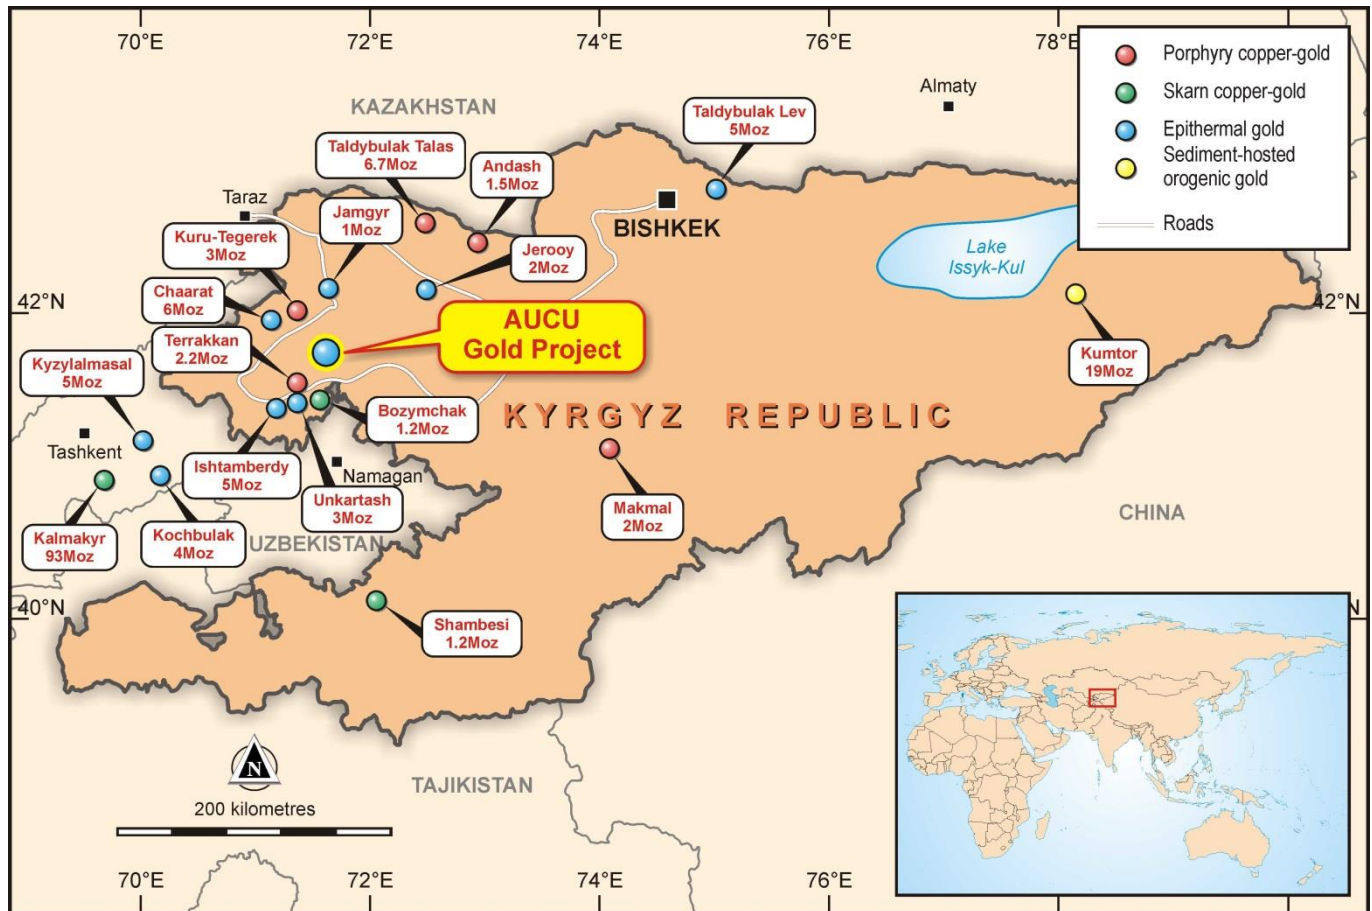 70°E
72°E
74°E
76°E
78°E
Porphyry copper-gold
Skarn copper-gold
Epithermal gold
Sediment-hosted
orogenic gold
Roads
Almaty
KAZAKHSTAN
Taldybulak Lev
5Moz
Taldybulak Talas
6.7Moz
Andash
1.5Moz
Taraz
Jamgyr
1Moz
BISHKEK
Kuru-Tegerek
3Moz
Jerooy
2Moz
Lake
Issyk-Kul
Chaarat
6Moz
42°N
42°N
AUCU
Gold Project
Terrakkan
2.2Moz
Kumtor
19Moz
Kyzylalmasal
5Moz
KYRGYZ REPUBLIC
Bozymchak
1.2Moz
Tashkent
Ishtamberdy
5Moz
Namagan
Unkartash
3Moz
Makmal
2Moz
CHINA
Kalmakyr
93Moz
Kochbulak
4Moz
UZBEKISTAN
40°N
N
Shambesi
1.2Moz
N
200 kilometres
TAJIKISTAN
70°E
72°E
74°E
76°E